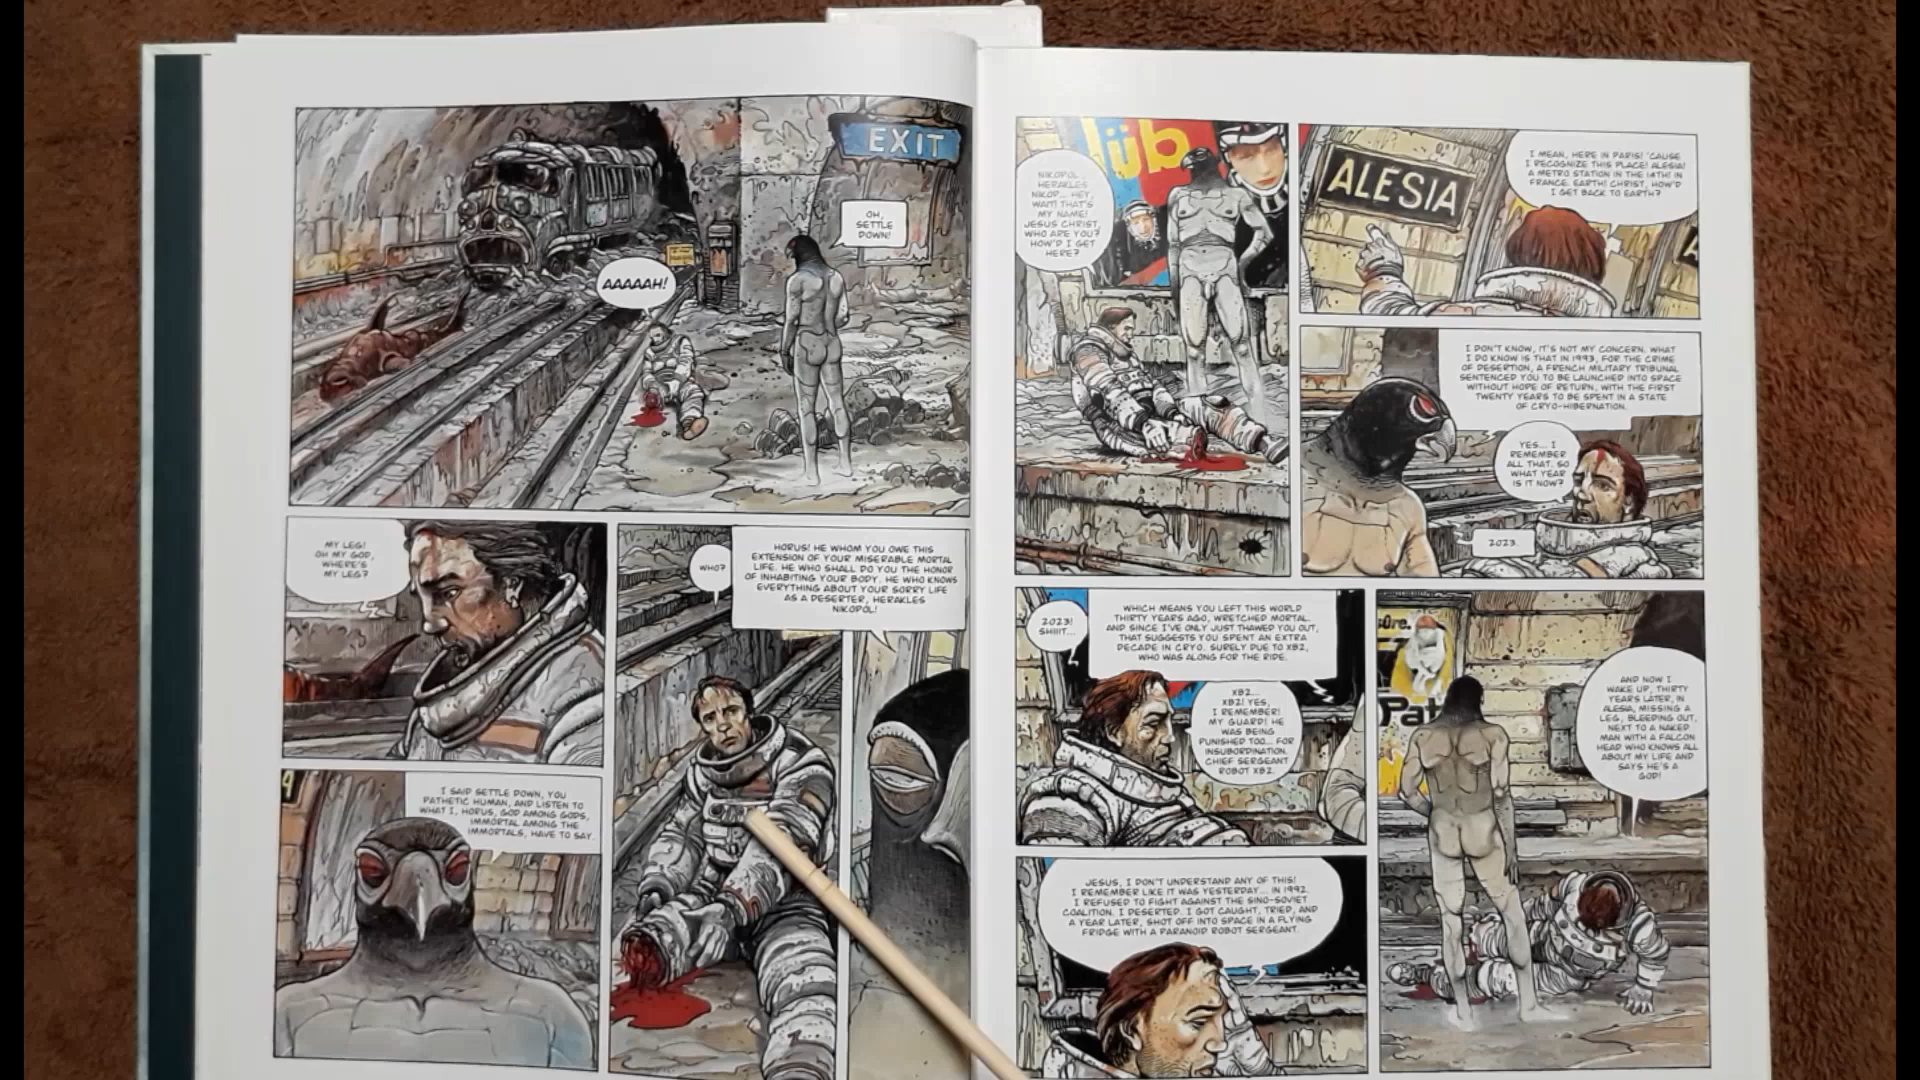 EXIT
OH,
SETTLE
DOWN!
AAAAAH!
MY LEG!
OH MY GOD,
WHERE'S
MY LEG?
WHO?
HORUS! HE WHOM YOU OWE THIS
EXTENSION OF YOUR MISERABLE MORTAL
LIFE. HE WHO SHALL DO YOU THE HONOR
OF INHABITING YOUR BODY. HE WHO KNOWS
EVERYTHING ABOUT YOUR SORRY LIFE
AS A DESERTER, HERAKLES
NIKOPOL!
I SAID SETTLE DOWN, YOU
PATHETIC HUMAN, AND LISTEN TO
WHAT I, HORUS, GOD AMONG GODS,
IMMORTAL AMONG THE
IMMORTALS, HAVE TO SAY.
üb
NIKOPOL...
HERAKLES
NIKOP... HEY,
WAIT! THAT'S
MY NAME!
JESUS CHRIST,
WHO ARE YOU?
HOW'D I GET
HERE?
ALESIA
I MEAN, HERE IN PARIS! 'CAUSE
I RECOGNIZE THIS PLACE! ALESIA!
A METRO STATION IN THE 14TH! IN
FRANCE. EARTH! CHRIST, HOW'D
I GET BACK TO EARTH?
A
I DON'T KNOW, IT'S NOT MY CONCERN. WHAT
I DO KNOW IS THAT IN 1993, FOR THE CRIME
OF DESERTION, A FRENCH MILITARY TRIBUNAL
SENTENCED YOU TO BE LAUNCHED INTO SPACE
WITHOUT HOPE OF RETURN, WITH THE FIRST
TWENTY YEARS TO BE SPENT IN A STATE
OF CRYO-HIBERNATION.
YES... I
REMEMBER
ALL THAT. SO
WHAT YEAR
IS IT NOW?
2023.
2023!
SHIIIT...
WHICH MEANS YOU LEFT THIS WORLD
THIRTY YEARS AGO, WRETCHED MORTAL.
AND SINCE I'VE ONLY JUST THAWED YOU OUT,
THAT SUGGESTS YOU SPENT AN EXTRA
DECADE IN CRYO. SURELY DUE TO XB2,
WHO WAS ALONG FOR THE RIDE.
XB2...
XB2! YES,
I REMEMBER!
MY GUARD! HE
WAS BEING
PUNISHED TOO... FOR
INSUBORDINATION.
CHIEF SERGEANT
ROBOT XB2.
Pat
AND NOW I
WAKE UP, THIRTY
YEARS LATER, IN
ALESIA, MISSING A
LEG, BLEEDING OUT,
NEXT TO A NAKED
MAN WITH A FALCON
HEAD WHO KNOWS ALL
ABOUT MY LIFE AND
SAYS HE'S A
GOD!
JESUS, I DON'T UNDERSTAND ANY OF THIS!
I REMEMBER LIKE IT WAS YESTERDAY... IN 1992
I REFUSED TO FIGHT AGAINST THE SINO-SOVIET
COALITION. I DESERTED. I GOT CAUGHT, TRIED, AND
A YEAR LATER, SHOT OFF INTO SPACE IN A FLYING
FRIDGE WITH A PARANOID ROBOT SERGEANT.